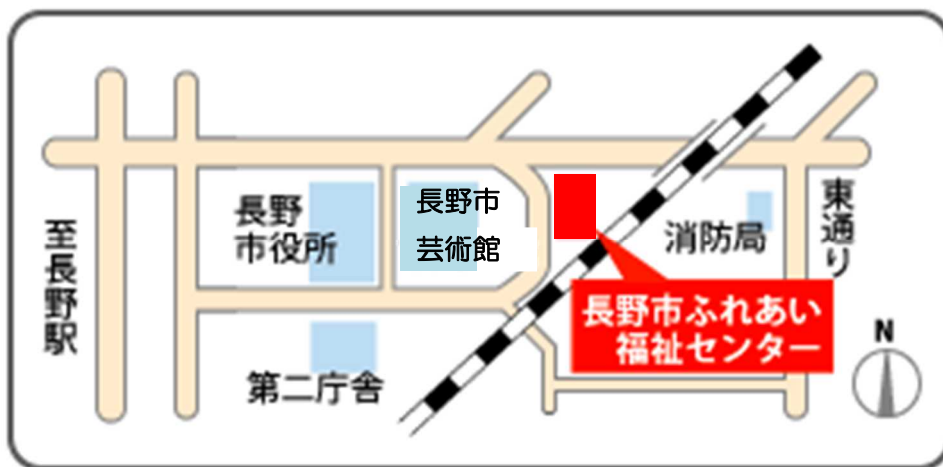 至長野駅
長野
市役所
長野市
芸術館
第二庁舎
消防局
東通り
長野市ふれあい
福祉センター
N